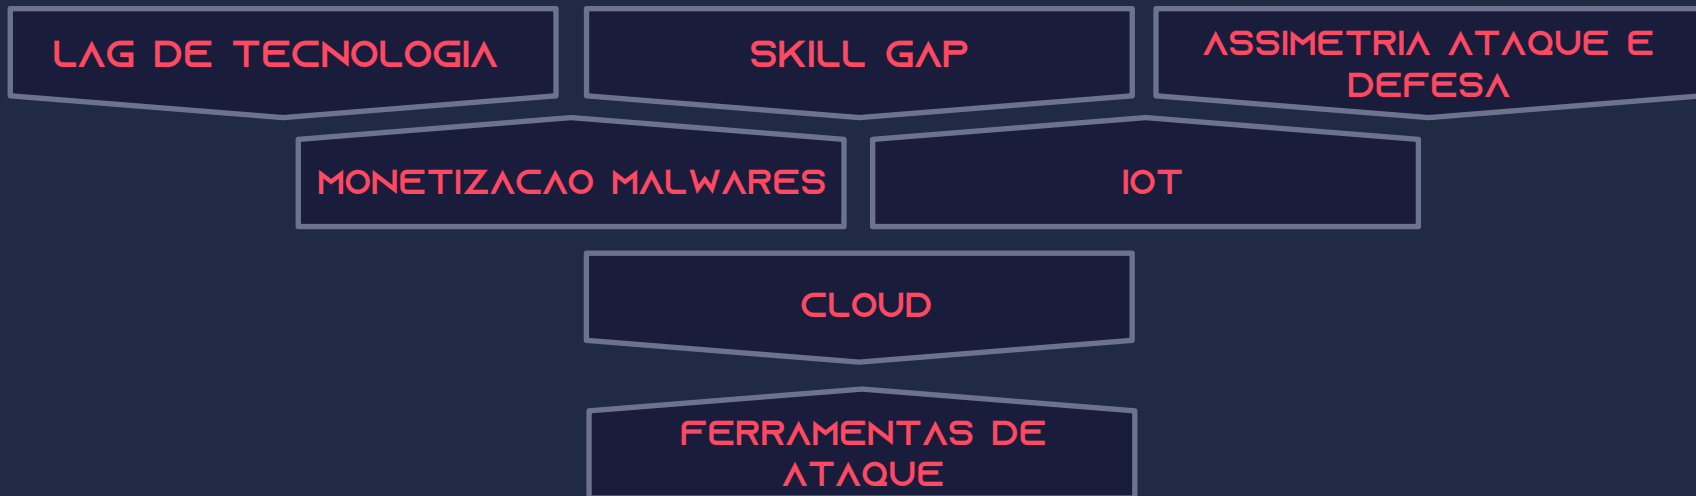 LAG DE TECNOLOGIA
SKILL GAP
ASSIMETRIA ATAQUE E
DEFESA
MONETIZACAO MALWARES
IOT
CLOUD
FERRAMENTAS DE
ATAQUE